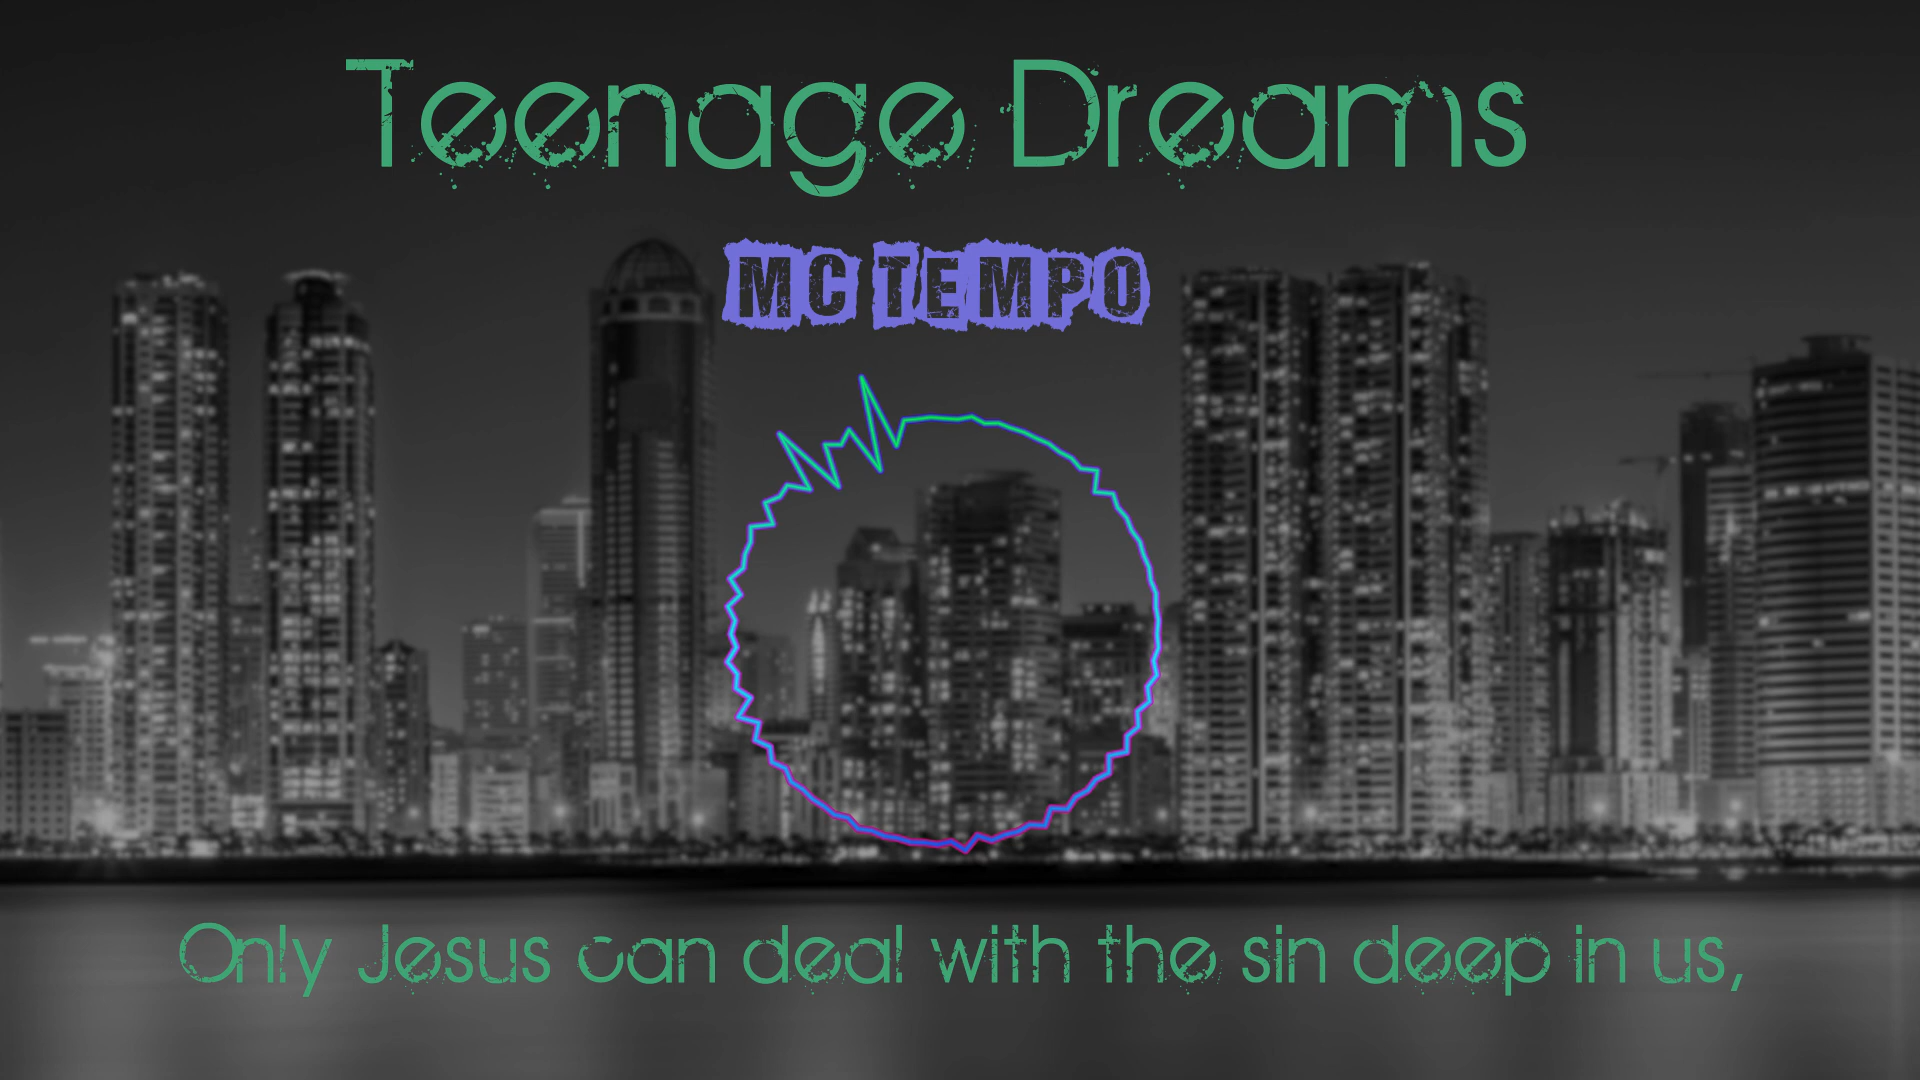 Teenage Dreams
MC TEMPO
Only Jesus can deal with the sin deep in us,